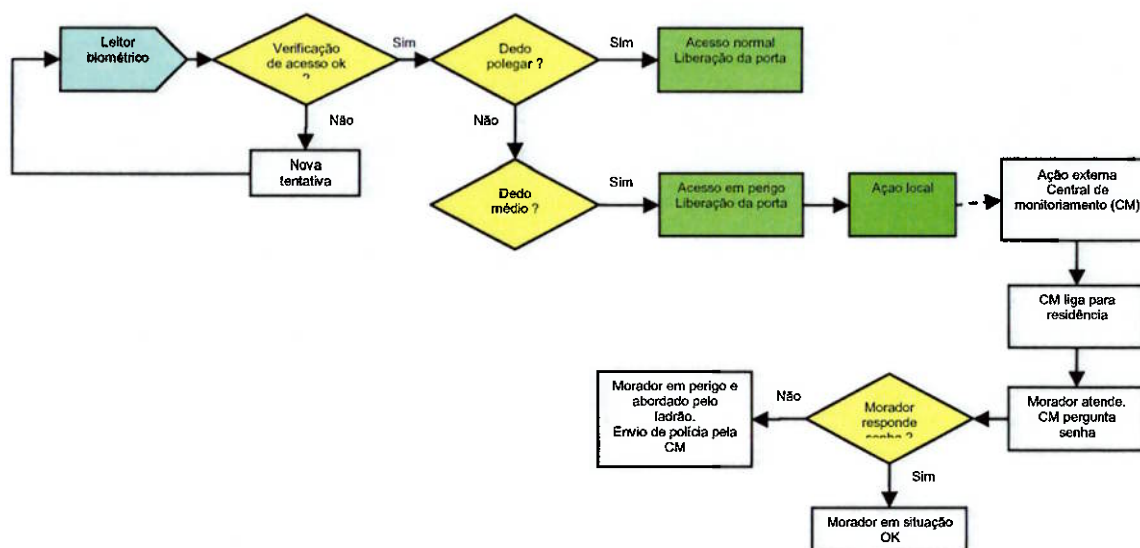 Leitor
biométrico
Verificação
de acesso ok
?
Sim
Dedo
polegar ?
Sim
Acesso normal
Liberação da porta
Não
Nova
tentativa
Não
Dedo
médio ?
Sim
Acesso em perigo
Liberação da porta
Açao local
Ação externa
Central de
monitoriamento (CM)
CM liga para
residência
Morador atende.
CM pergunta
senha
Morador
responde
senha ?
Não
Morador em perigo e
abordado pelo
ladrão.
Envio de polícia pela
CM
Sim
Morador em situação
OK